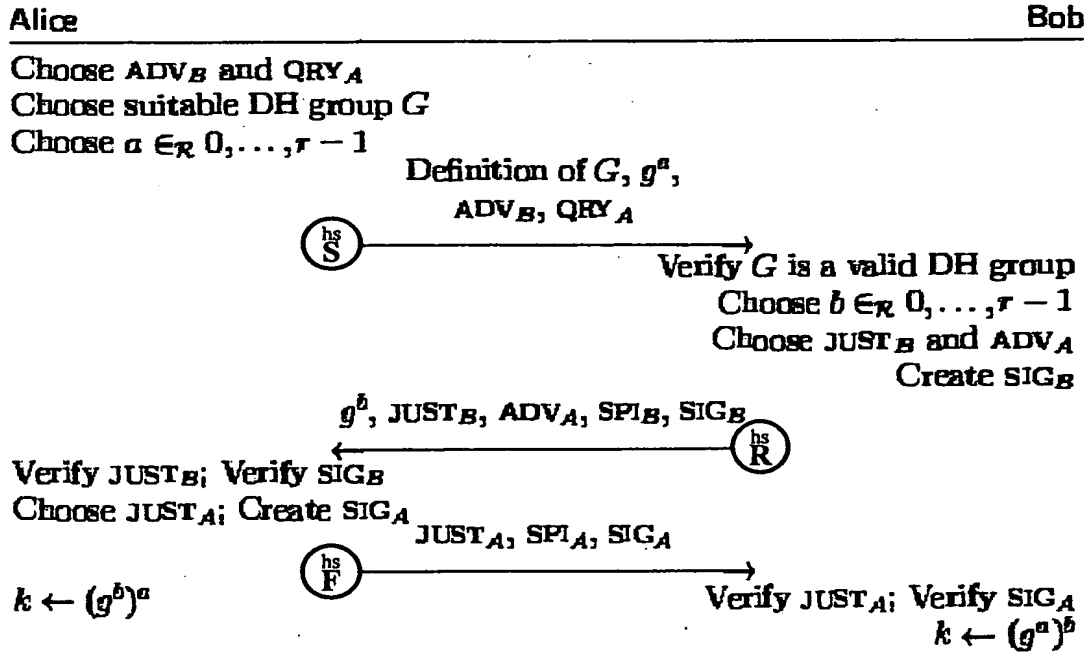 Alice Bob
Choose ADV_B and QRY_A
Choose suitable DH group G
Choose a ∈_R 0,...,r − 1
Definition of G, g^a,
ADV_B, QRY_A
hs
S
Verify G is a valid DH group
Choose b ∈_R 0,...,r − 1
Choose JUST_B and ADV_A
Create SIG_B
g^b, JUST_B, ADV_A, SPI_B, SIG_B
hs
R
Verify JUST_B; Verify SIG_B
Choose JUST_A; Create SIG_A
JUST_A, SPI_A, SIG_A
hs
F
k ← (g^b)^a
Verify JUST_A; Verify SIG_A
k ← (g^a)^b